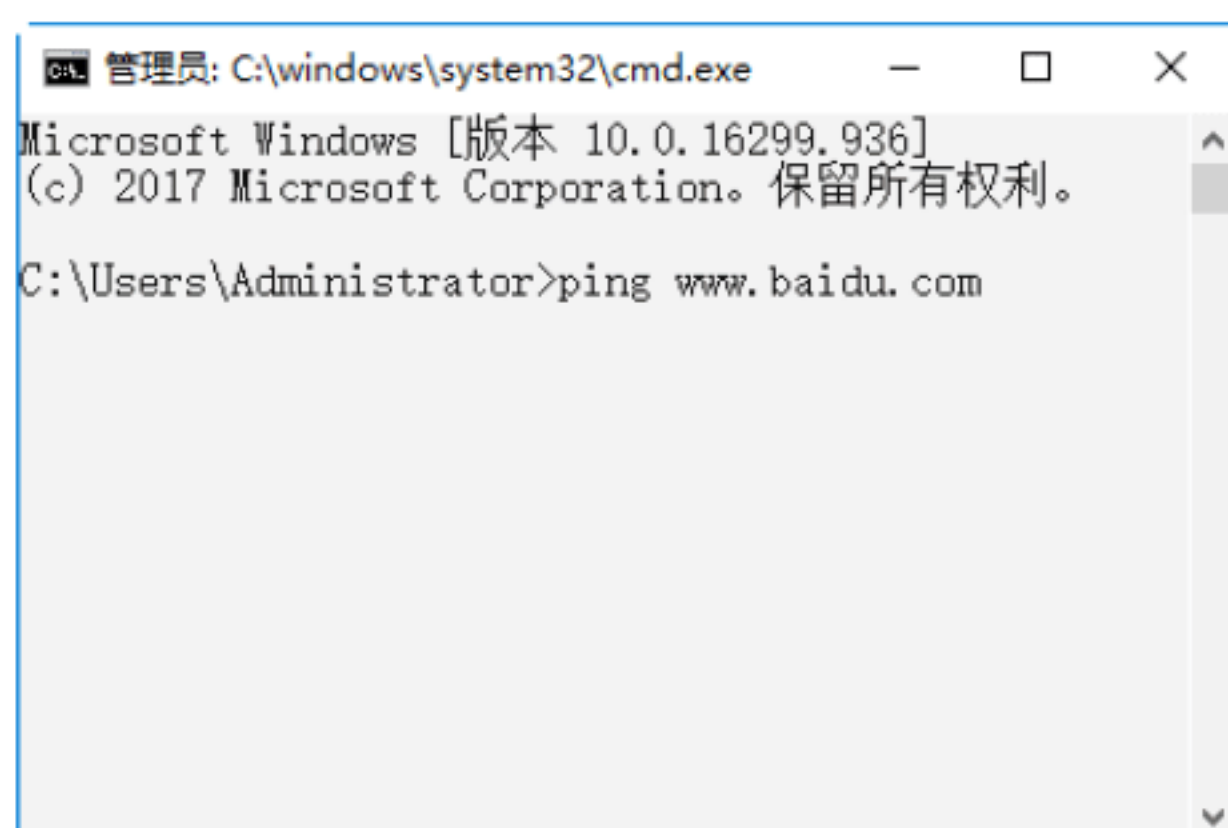 管理员: C:\windows\system32\cmd.exe
Microsoft Windows [版本 10.0.16299.936]
(c) 2017 Microsoft Corporation。保留所有权利。
C:\Users\Administrator>ping www.baidu.com